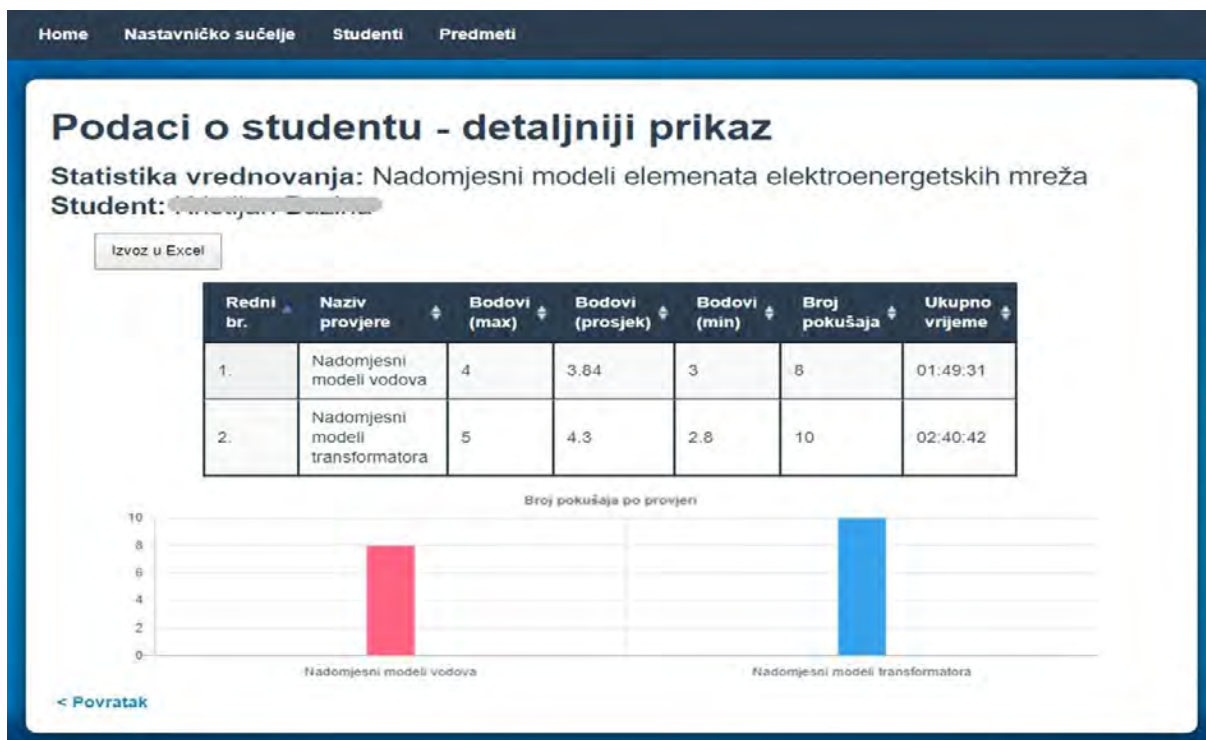 Home Nastavničko sučelje Studenti Predmeti
Podaci o studentu - detaljniji prikaz
Statistika vrednovanja: Nadomjesni modeli elemenata elektroenergetskih mreža
Student:
Izvoz u Excel
Redni br. Naziv provjere Bodovi (max) Bodovi (prosjek) Bodovi (min) Broj pokušaja Ukupno vrijeme
1. Nadomjesni modeli vodova 4 3.84 3 8 01:49:31
2. Nadomjesni modeli transformatora 5 4.3 2.8 10 02:40:42
Broj pokušaja po provjeri
10
8
6
4
2
0
Nadomjesni modeli vodova Nadomjesni modeli transformatora
< Povratak